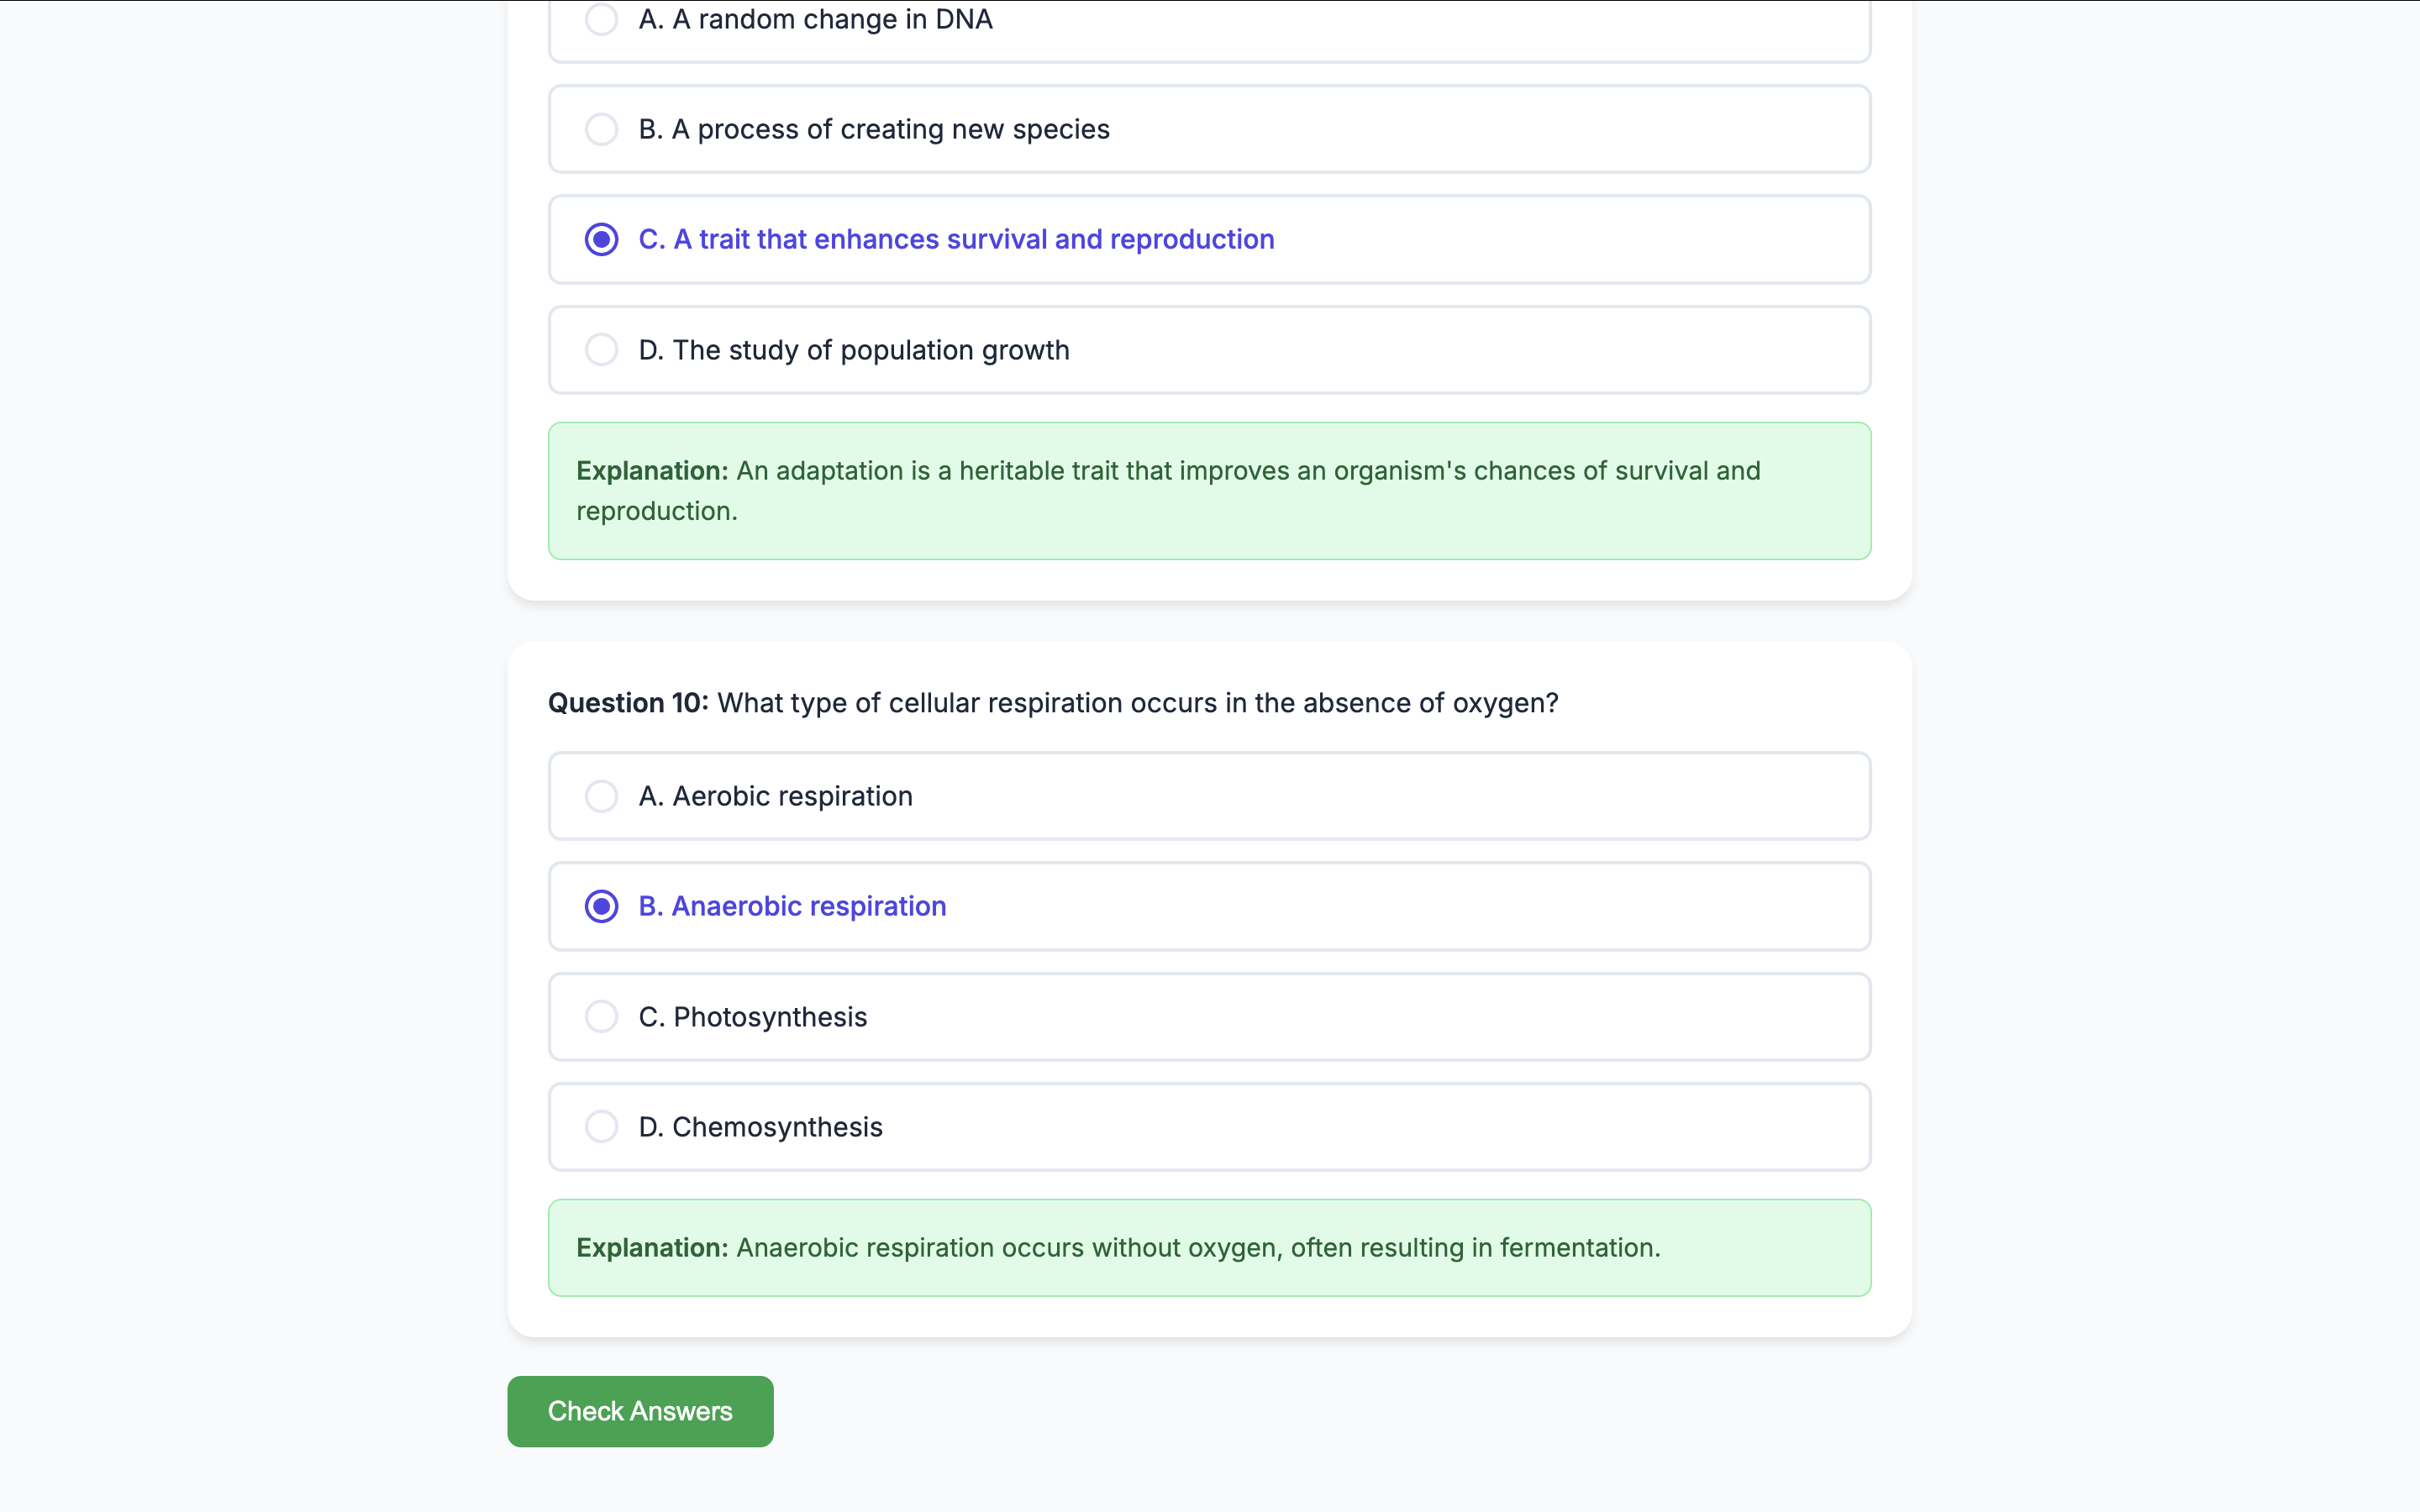 A. A random change in DNA
B. A process of creating new species
C. A trait that enhances survival and reproduction
D. The study of population growth
Explanation: An adaptation is a heritable trait that improves an organism's chances of survival and
reproduction.
Question 10: What type of cellular respiration occurs in the absence of oxygen?
A. Aerobic respiration
B. Anaerobic respiration
C. Photosynthesis
D. Chemosynthesis
Explanation: Anaerobic respiration occurs without oxygen, often resulting in fermentation.
Check Answers